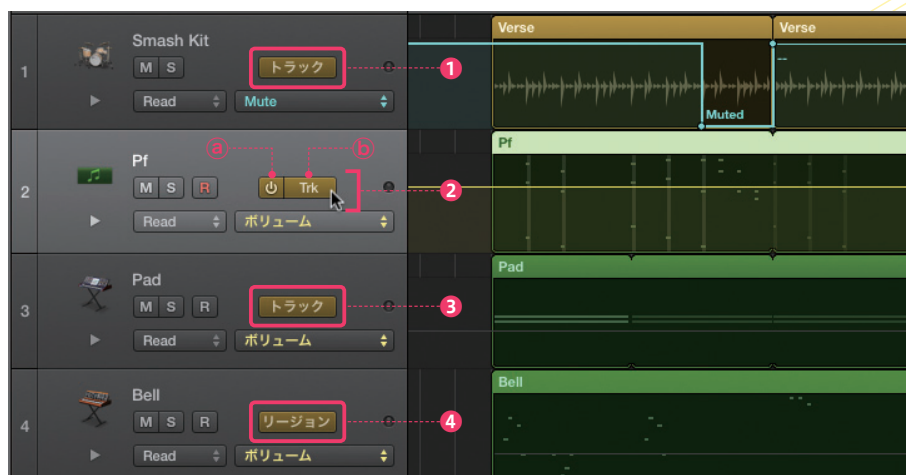 Verse Verse
Smash Kit
1 M S トラック 1
Read Mute
Muted
Pf
a b
Pf
2 M S R Trk 2
Read ボリューム
Pad
Pad
3 M S R トラック 3
Read ボリューム
Bell
Bell
4 M S R リージョン 4
Read ボリューム